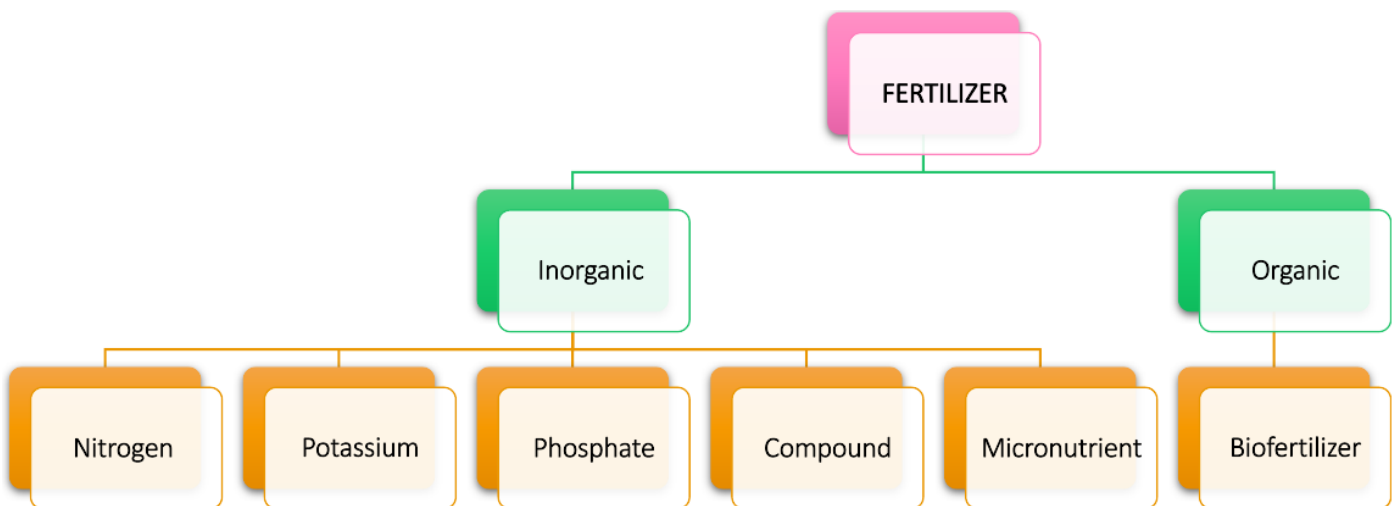 FERTILIZER
Inorganic
Organic
Nitrogen
Potassium
Phosphate
Compound
Micronutrient
Biofertilizer